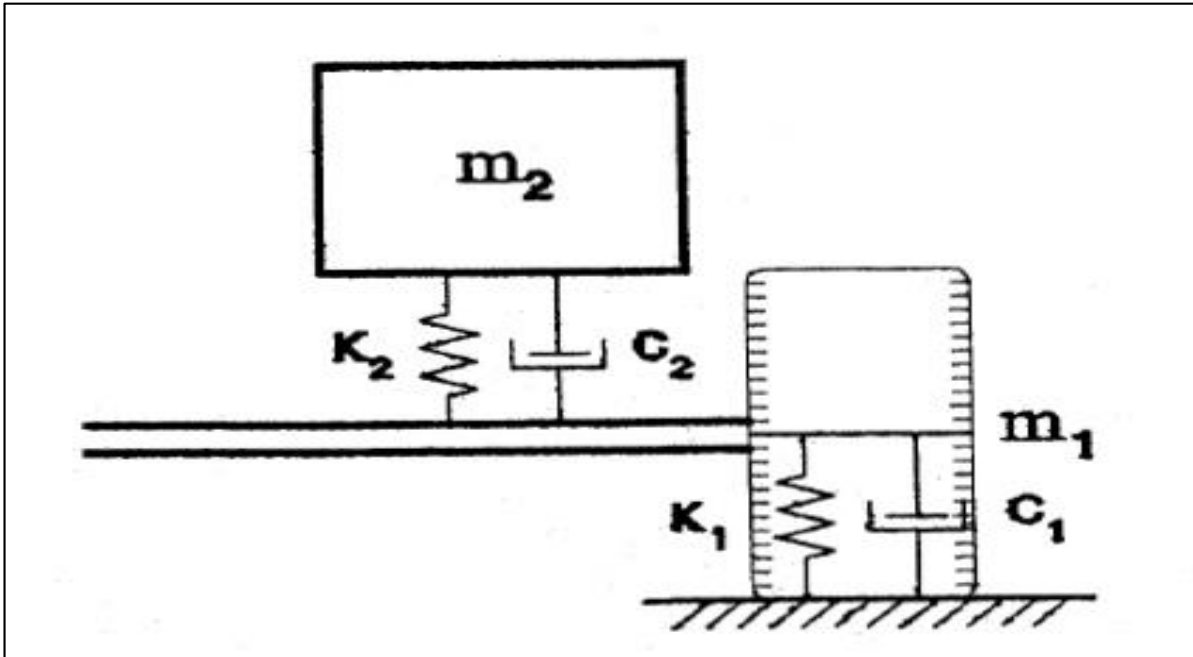 m₂
K₂ C₂
m₁
K₁ C₁